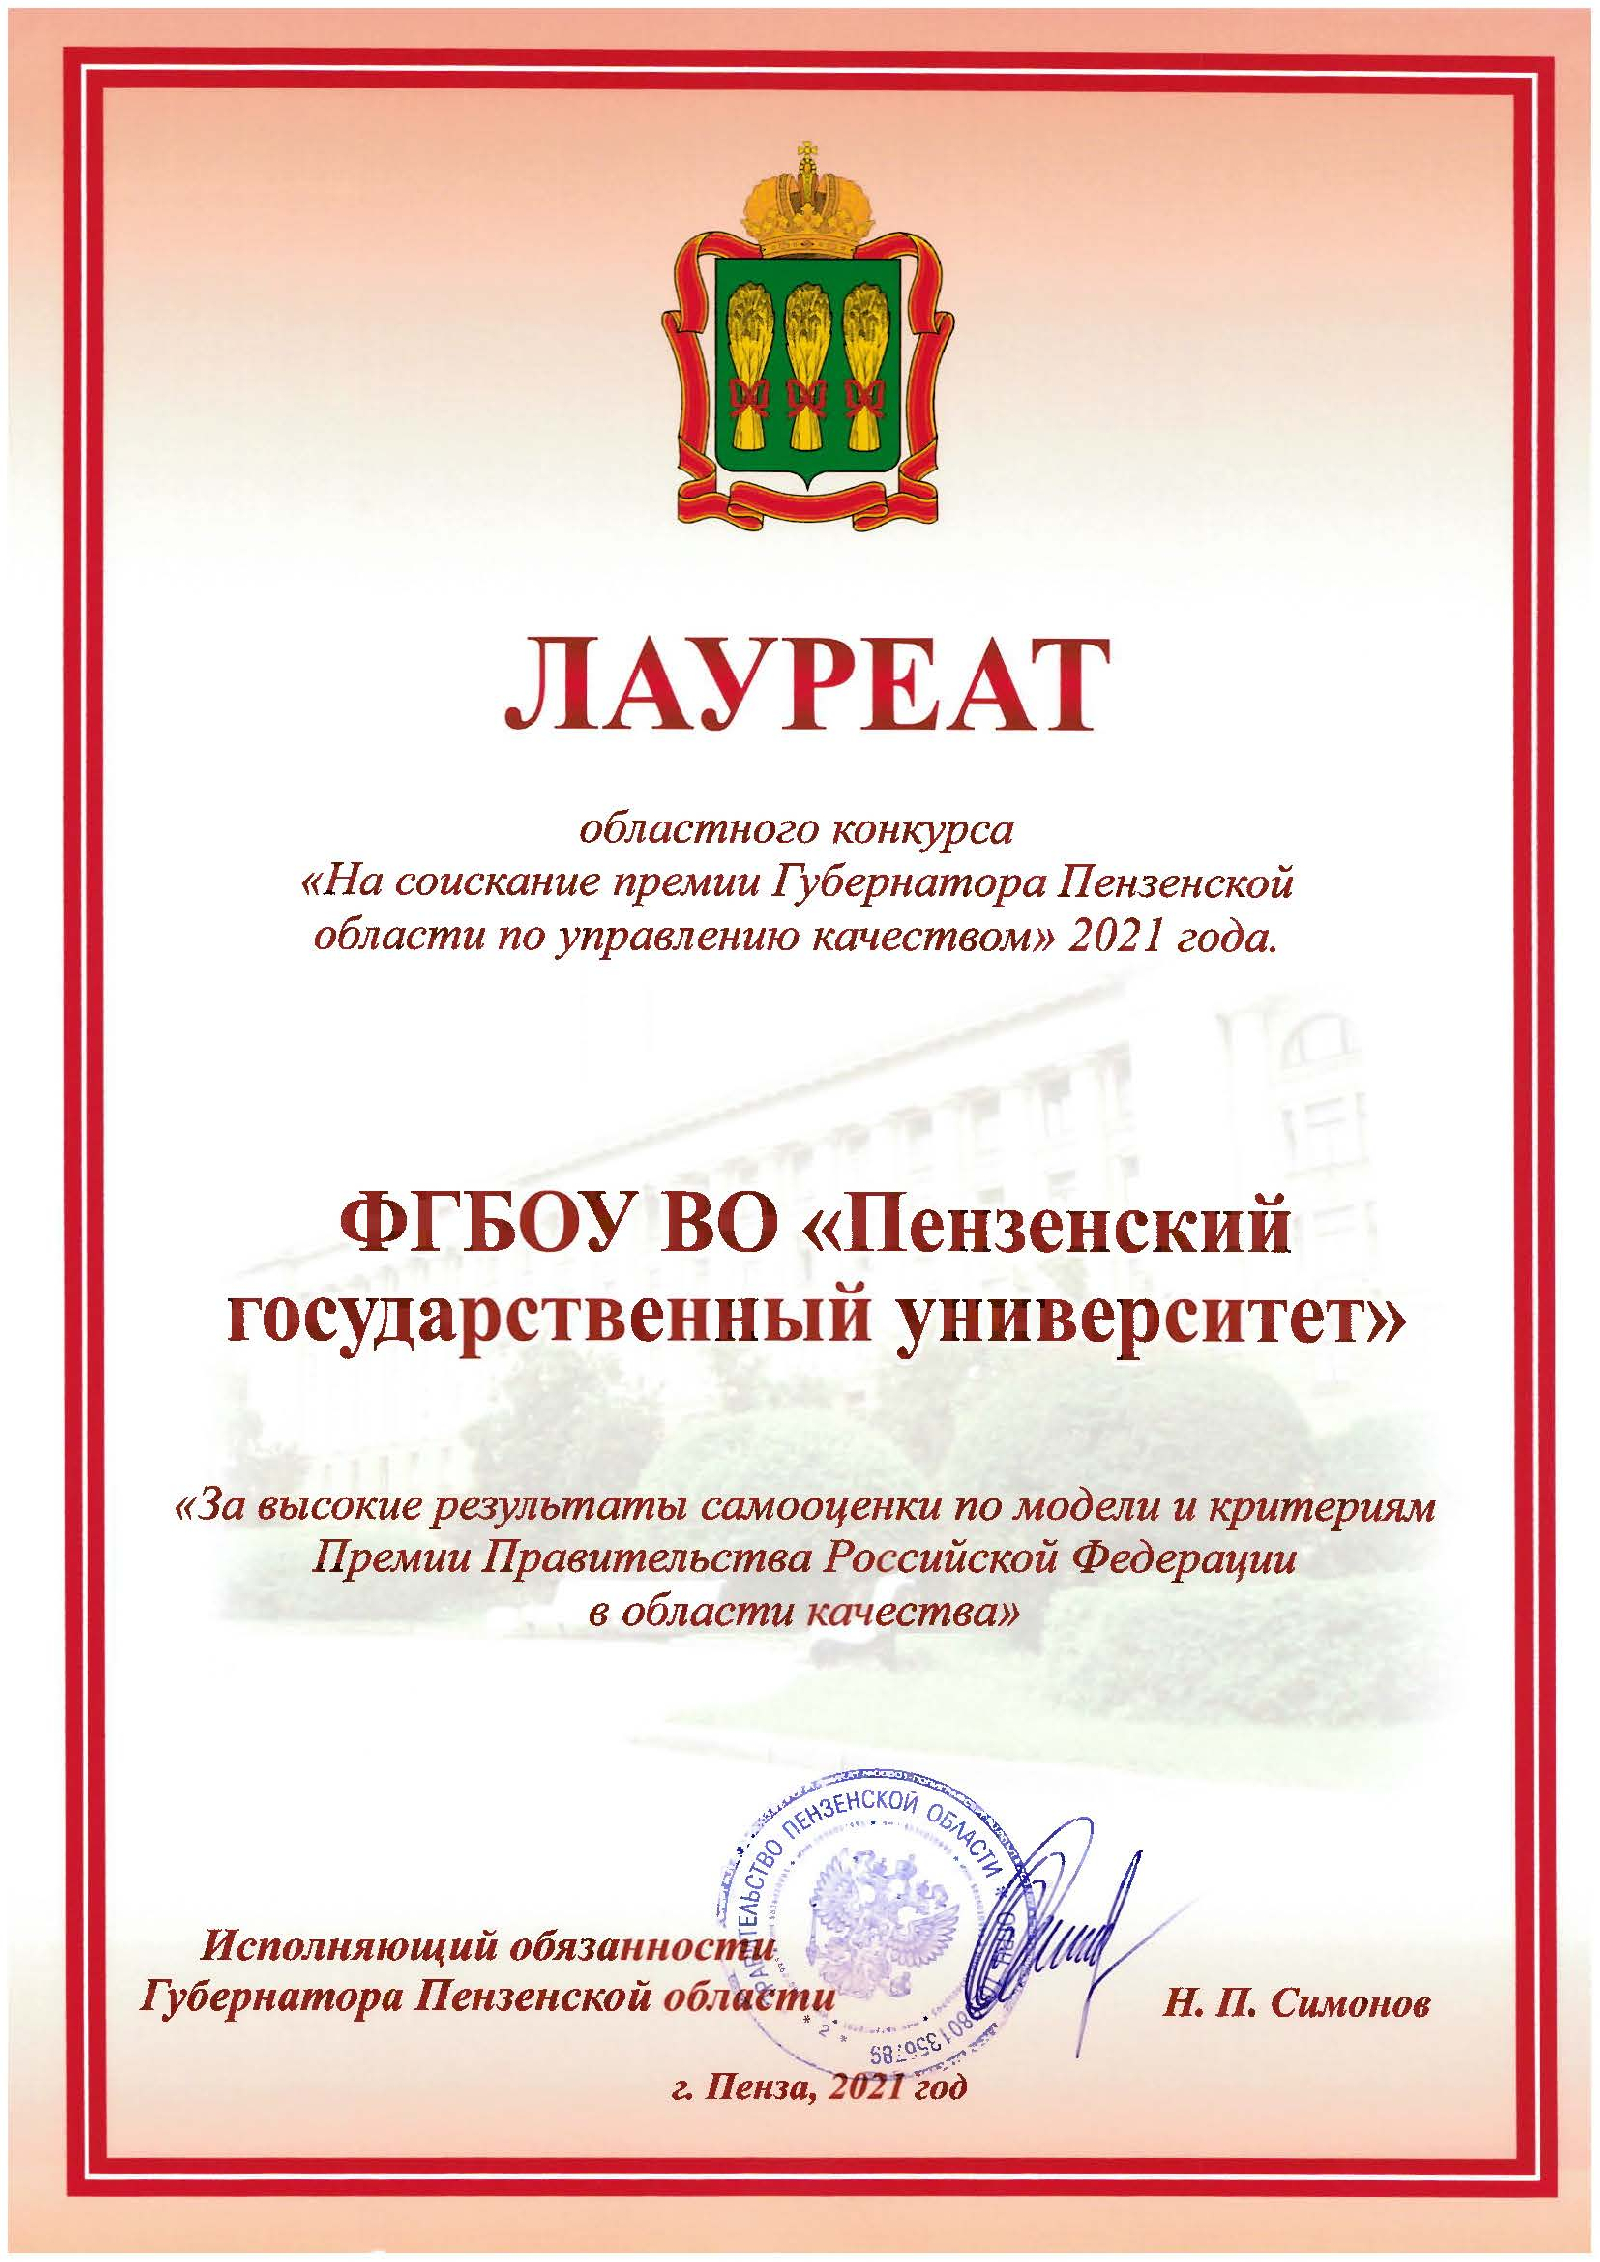 ЛАУРЕАТ
областного конкурса
«На соискание премии Губернатора Пензенской
области по управлению качеством» 2021 года.
ФГБОУ ВО «Пензенский
государственный университет»
«За высокие результаты самооценки по модели и критериям
Премии Правительства Российской Федерации
в области качества»
ПЕНЗЕНСКОЙ ОБЛАСТИ *
Исполняющий обязанности
Губернатора Пензенской области
Н. П. Симонов
г. Пенза, 2021 год